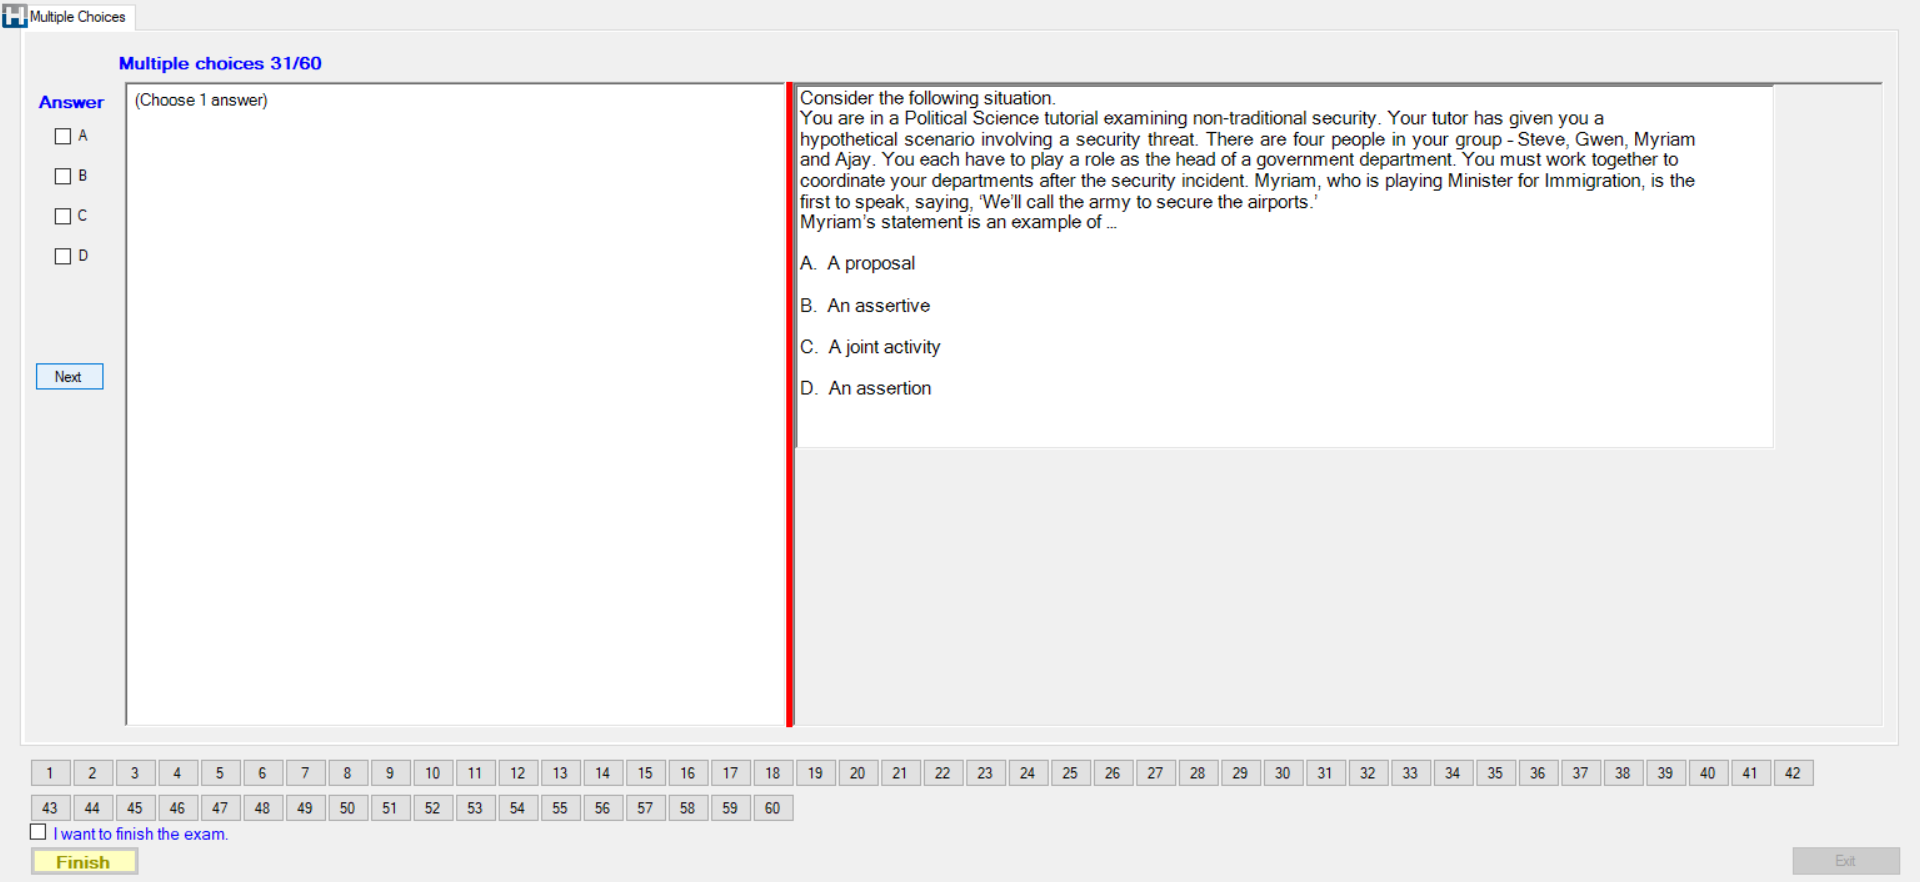 Multiple Choices
Multiple choices 31/60
Answer
A
B
C
D
Next
(Choose 1 answer)
Consider the following situation.
You are in a Political Science tutorial examining non-traditional security. Your tutor has given you a
hypothetical scenario involving a security threat. There are four people in your group - Steve, Gwen, Myriam
and Ajay. You each have to play a role as the head of a government department. You must work together to
coordinate your departments after the security incident. Myriam, who is playing Minister for Immigration, is the
first to speak, saying, ‘We’ll call the army to secure the airports.’
Myriam’s statement is an example of ...
A. A proposal
B. An assertive
C. A joint activity
D. An assertion
1 2 3 4 5 6 7 8 9 10 11 12 13 14 15 16 17 18 19 20 21 22 23 24 25 26 27 28 29 30 31 32 33 34 35 36 37 38 39 40 41 42
43 44 45 46 47 48 49 50 51 52 53 54 55 56 57 58 59 60
I want to finish the exam.
Finish
Exit